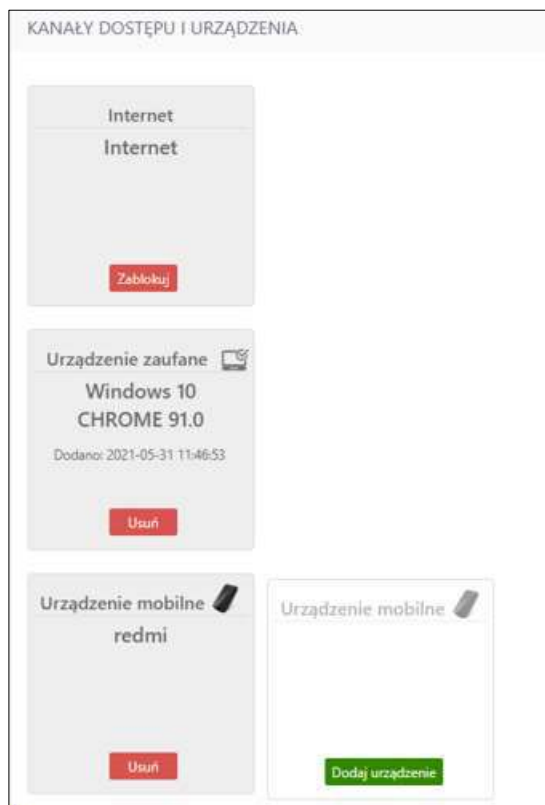 KANAŁY DOSTĘPU I URZĄDZENIA
Internet
Internet
Zablokuj
Urządzenie zaufane
Windows 10
CHROME 91.0
Dodano: 2021-05-31 11:46:53
Usuń
Urządzenie mobilne
redmi
Usuń
Urządzenie mobilne
Dodaj urządzenie